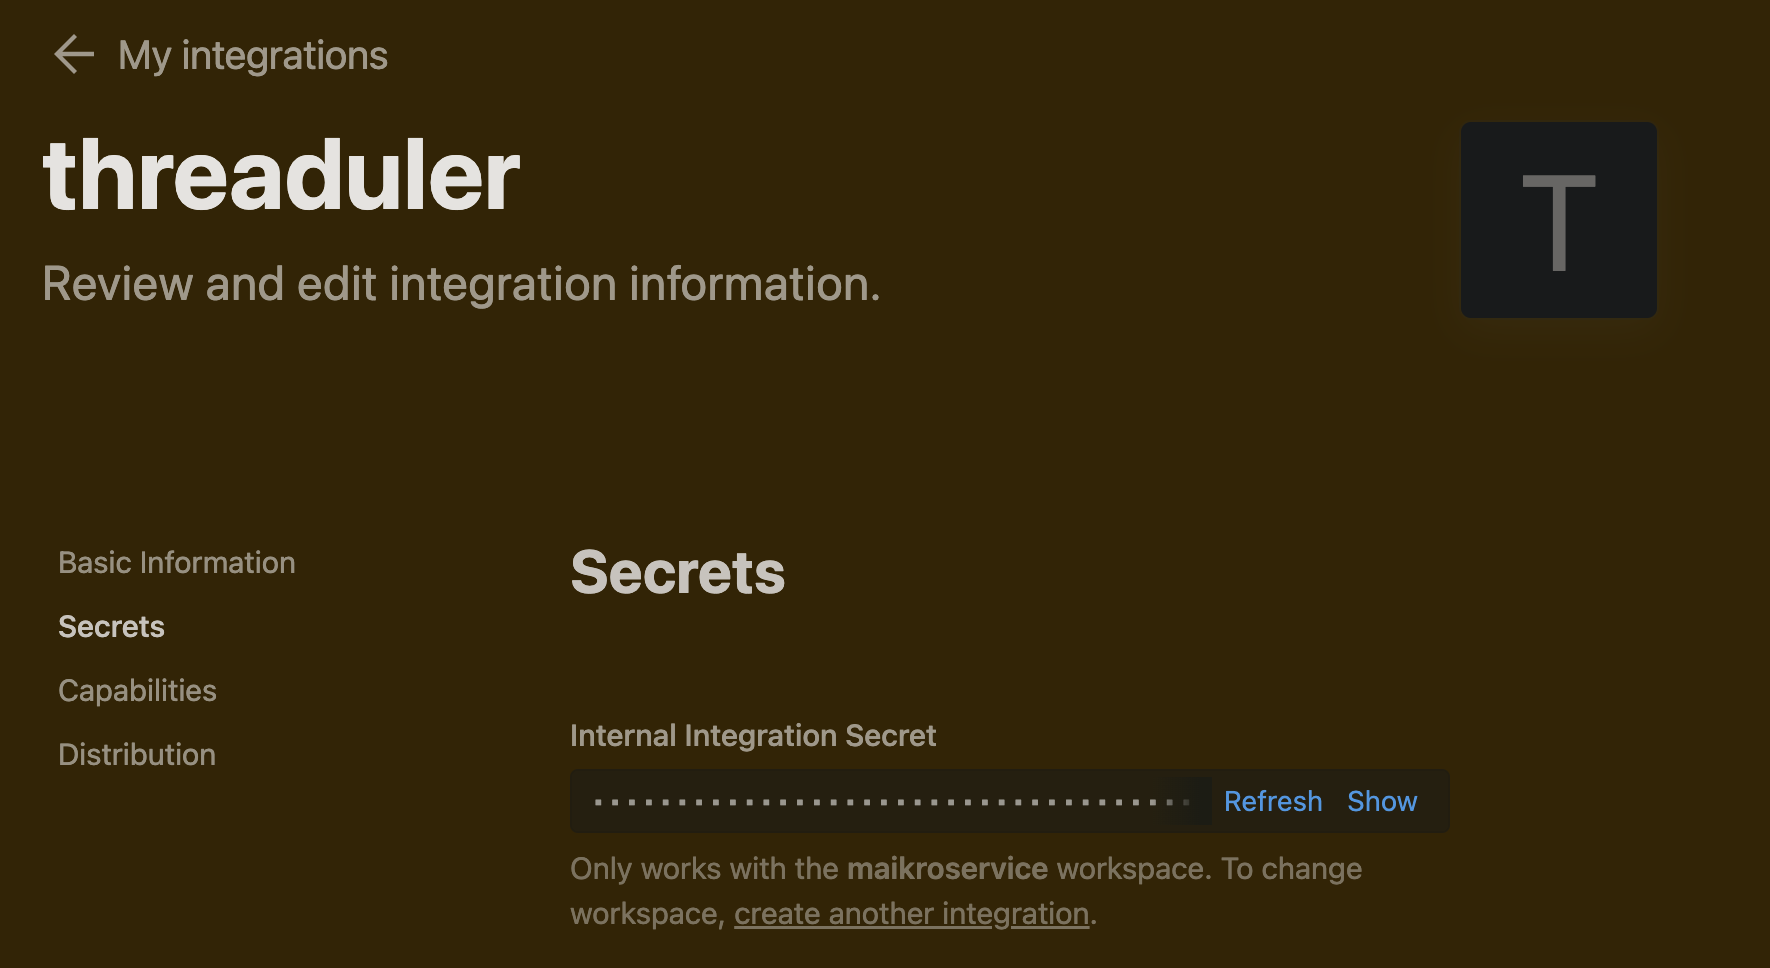 My integrations
threaduler
T
Review and edit integration information.
Basic Information
Secrets
Capabilities
Distribution
Secrets
Internal Integration Secret
Refresh Show
Only works with the maikroservice workspace. To change
workspace, create another integration.